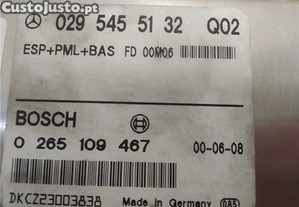 CustoJusto.pt
029 545 51 32 Q02
ESP+PML+BAS FD 00M06
BOSCH
0 265 109 467 00-06-08
DKCZ23003838 Made in Germany 085